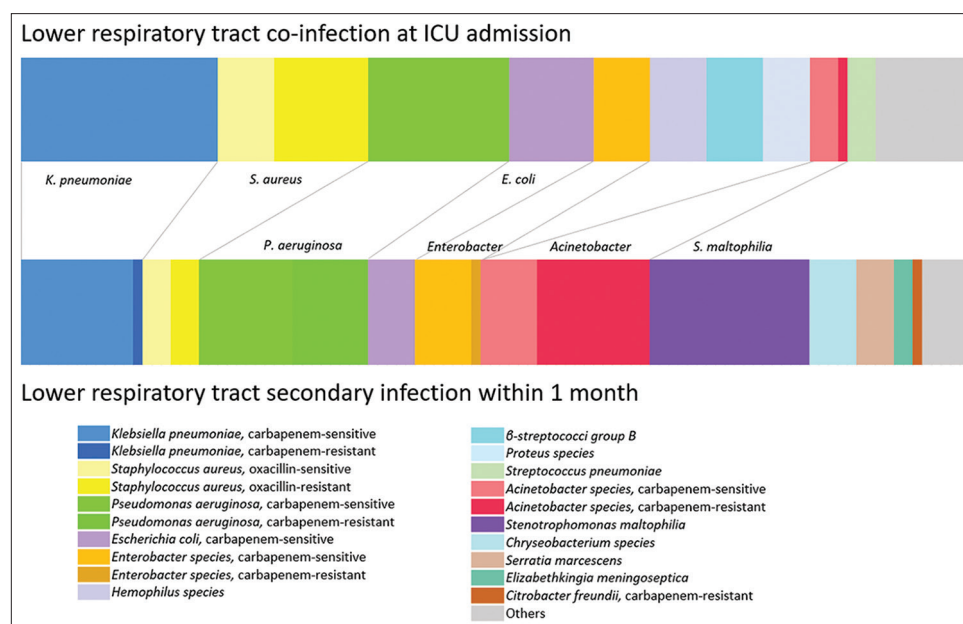 Lower respiratory tract co-infection at ICU admission
K. pneumoniae
S. aureus
E. coli
P. aeruginosa
Enterobacter
Acinetobacter
S. maltophilia
Lower respiratory tract secondary infection within 1 month
Klebsiella pneumoniae, carbapenem-sensitive
Klebsiella pneumoniae, carbapenem-resistant
Staphylococcus aureus, oxacillin-sensitive
Staphylococcus aureus, oxacillin-resistant
Pseudomonas aeruginosa, carbapenem-sensitive
Pseudomonas aeruginosa, carbapenem-resistant
Escherichia coli, carbapenem-sensitive
Enterobacter species, carbapenem-sensitive
Enterobacter species, carbapenem-resistant
Hemophilus species
β-streptococci group B
Proteus species
Streptococcus pneumoniae
Acinetobacter species, carbapenem-sensitive
Acinetobacter species, carbapenem-resistant
Stenotrophomonas maltophilia
Chryseobacterium species
Serratia marcescens
Elizabethkingia meningoseptica
Citrobacter freundii, carbapenem-resistant
Others